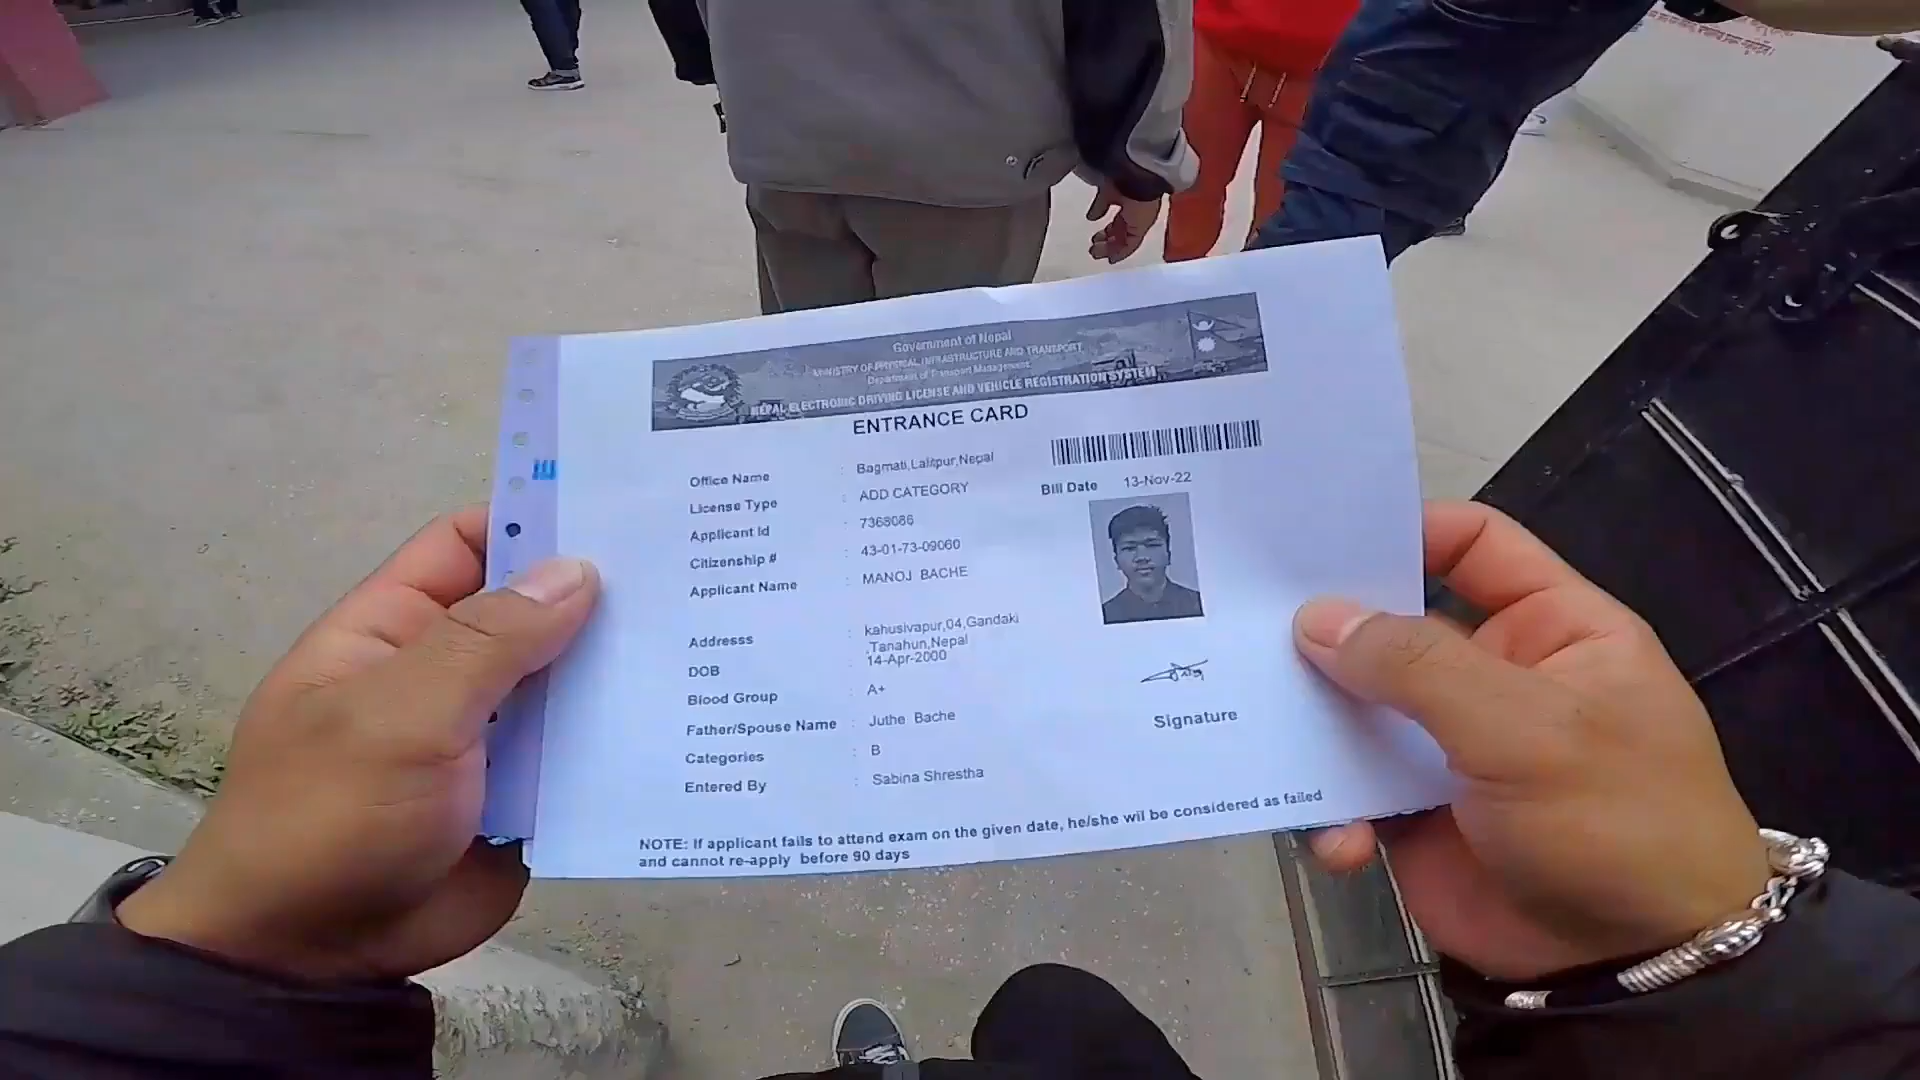 Government of Nepal
MINISTRY OF PHYSICAL INFRASTRUCTURE AND TRANSPORT
Department of Transport Management
NEPAL ELECTRONIC DRIVING LICENSE AND VEHICLE REGISTRATION SYSTEM
ENTRANCE CARD
Office Name : Bagmati,Lalitpur,Nepal
License Type : ADD CATEGORY
Bill Date 13-Nov-22
Applicant Id : 7368086
Citizenship # : 43-01-73-09060
Applicant Name : MANOJ BACHE
Addresss : kahusivapur,04,Gandaki
,Tanahun,Nepal
DOB : 14-Apr-2000
Blood Group : A+
Father/Spouse Name : Juthe Bache
Signature
Categories : B
Entered By : Sabina Shrestha
NOTE: If applicant fails to attend exam on the given date, he/she wil be considered as failed
and cannot re-apply before 90 days